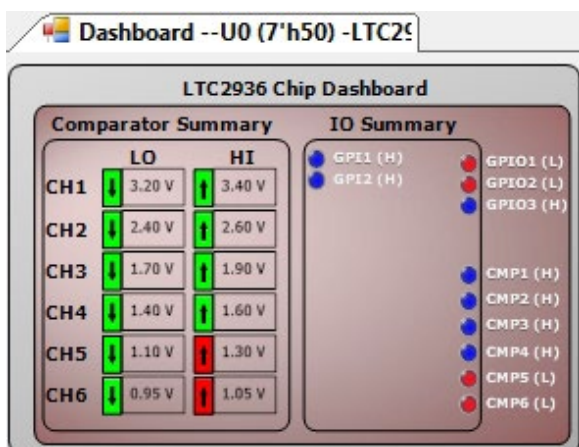 Dashboard --U0 (7'h50) -LTC29
LTC2936 Chip Dashboard
Comparator Summary
LO HI
CH1 3.20 V 3.40 V
CH2 2.40 V 2.60 V
CH3 1.70 V 1.90 V
CH4 1.40 V 1.60 V
CH5 1.10 V 1.30 V
CH6 0.95 V 1.05 V
IO Summary
GPI1 (H)
GPI2 (H)
GPIO1 (L)
GPIO2 (L)
GPIO3 (H)
CMP1 (H)
CMP2 (H)
CMP3 (H)
CMP4 (H)
CMP5 (L)
CMP6 (L)